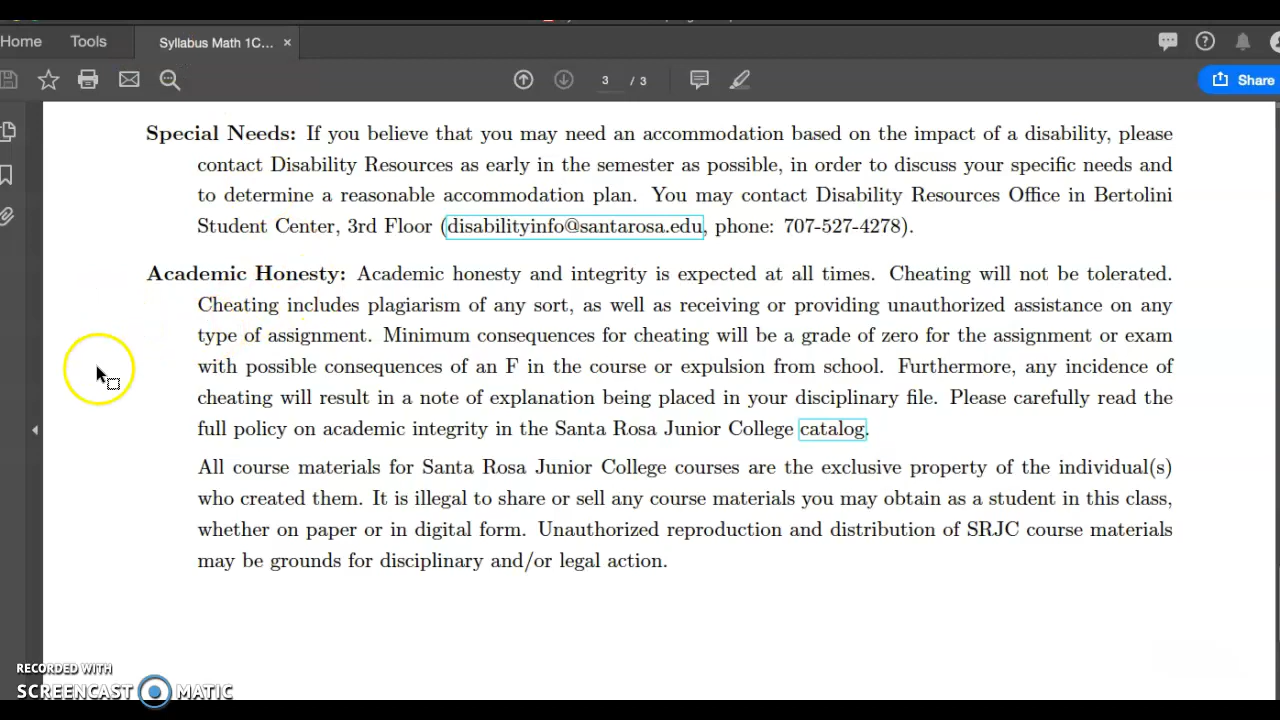 Home Tools Syllabus Math 1C... ×
3 / 3 Share
Special Needs: If you believe that you may need an accommodation based on the impact of a disability, please
contact Disability Resources as early in the semester as possible, in order to discuss your specific needs and
to determine a reasonable accommodation plan. You may contact Disability Resources Office in Bertolini
Student Center, 3rd Floor (disabilityinfo@santarosa.edu, phone: 707-527-4278).
Academic Honesty: Academic honesty and integrity is expected at all times. Cheating will not be tolerated.
Cheating includes plagiarism of any sort, as well as receiving or providing unauthorized assistance on any
type of assignment. Minimum consequences for cheating will be a grade of zero for the assignment or exam
with possible consequences of an F in the course or expulsion from school. Furthermore, any incidence of
cheating will result in a note of explanation being placed in your disciplinary file. Please carefully read the
full policy on academic integrity in the Santa Rosa Junior College catalog.
All course materials for Santa Rosa Junior College courses are the exclusive property of the individual(s)
who created them. It is illegal to share or sell any course materials you may obtain as a student in this class,
whether on paper or in digital form. Unauthorized reproduction and distribution of SRJC course materials
may be grounds for disciplinary and/or legal action.
RECORDED WITH
SCREENCAST MATIC